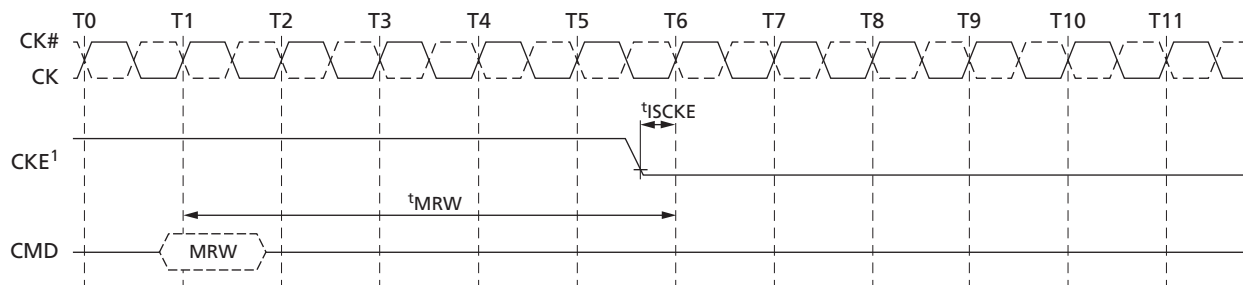 T0 T1 T2 T3 T4 T5 T6 T7 T8 T9 T10 T11
CK#
CK
tISCKE
CKE1
tMRW
CMD MRW